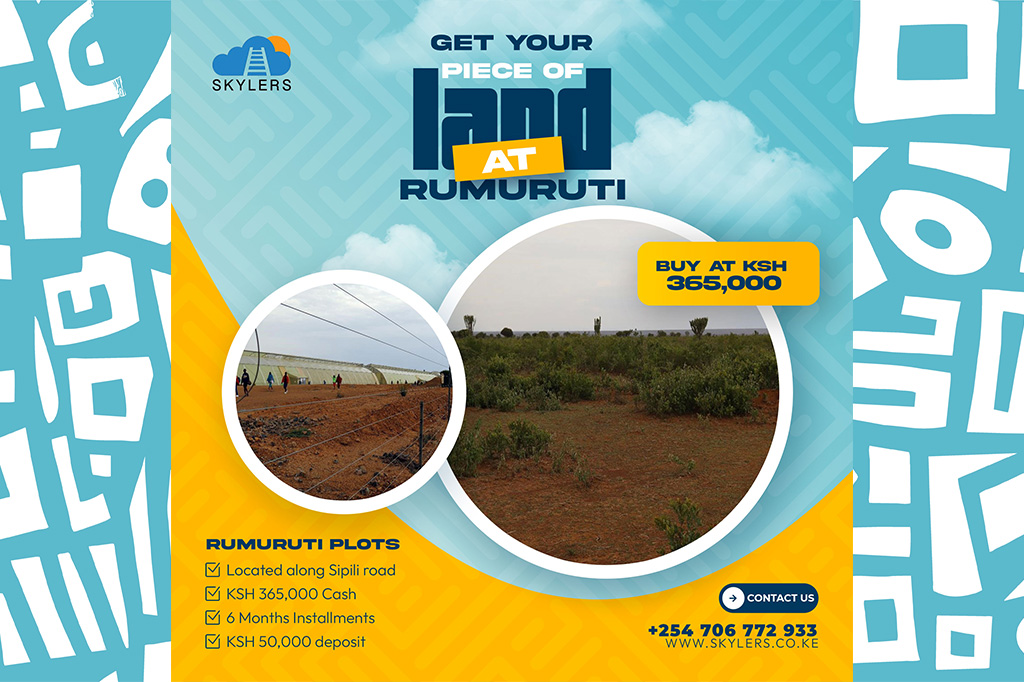 SKYLERS
GET YOUR
PIECE OF
land
AT
RUMURUTI
BUY AT KSH
365,000
RUMURUTI PLOTS
Located along Sipili road
KSH 365,000 Cash
6 Months Installments
KSH 50,000 deposit
CONTACT US
+254 706 772 933
WWW.SKYLERS.CO.KE